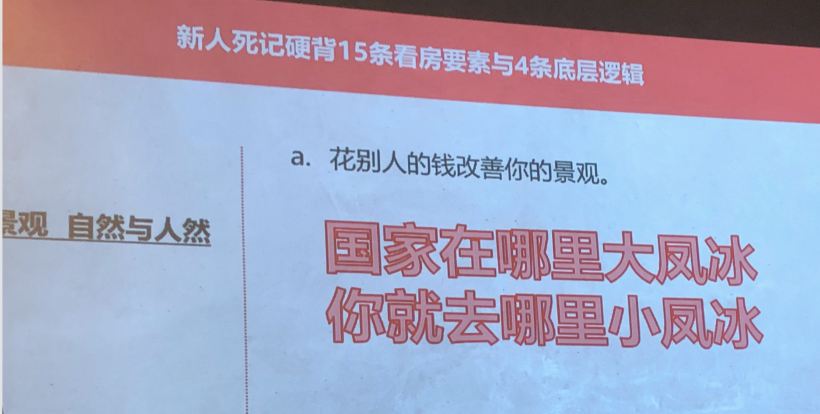 新人死记硬背15条看房要素与4条底层逻辑
a. 花别人的钱改善你的景观。
景观 自然与人然
国家在哪里大凤冰
你就去哪里小凤冰